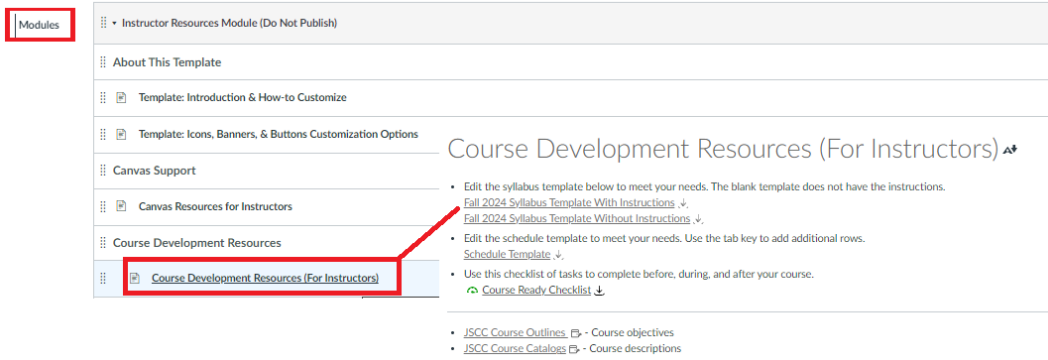 Modules
Instructor Resources Module (Do Not Publish)
About This Template
Template: Introduction & How-to Customize
Template: Icons, Banners, & Buttons Customization Options
Canvas Support
Canvas Resources for Instructors
Course Development Resources
Course Development Resources (For Instructors)
Course Development Resources (For Instructors)
• Edit the syllabus template below to meet your needs. The blank template does not have the instructions.
Fall 2024 Syllabus Template With Instructions
Fall 2024 Syllabus Template Without Instructions
• Edit the schedule template to meet your needs. Use the tab key to add additional rows.
Schedule Template
• Use this checklist of tasks to complete before, during, and after your course.
Course Ready Checklist
• JSCC Course Outlines - Course objectives
• JSCC Course Catalogs - Course descriptions